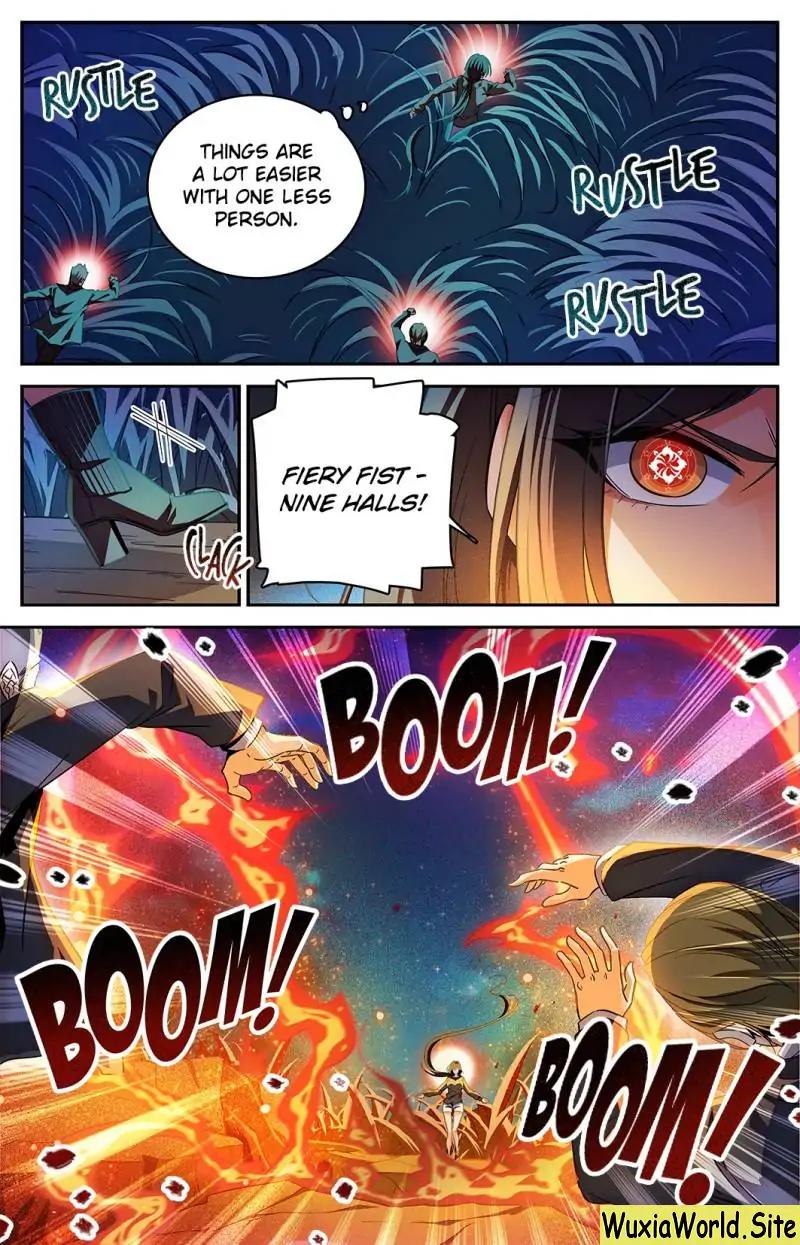 RUSTLE
THINGS ARE
A LOT EASIER
WITH ONE LESS
PERSON.
RUSTLE
RUSTLE
CLACK
FIERY FIST -
NINE HALLS!
BOOM!
BOOM!
BOOM!
WuxiaWorld.Site